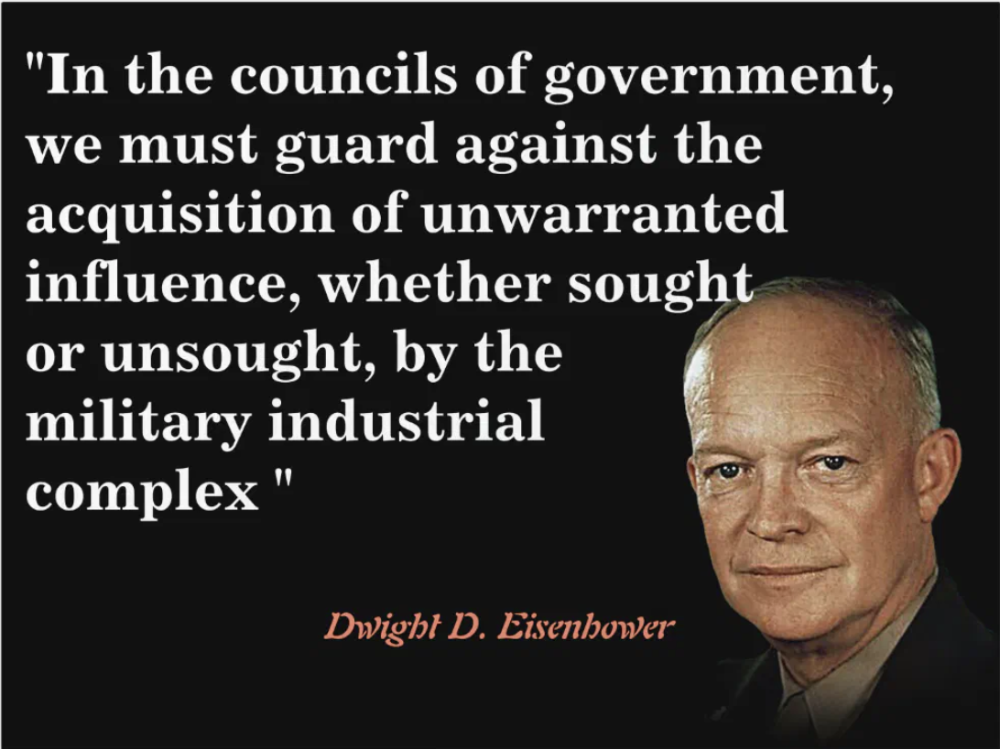 "In the councils of government,
we must guard against the
acquisition of unwarranted
influence, whether sought
or unsought, by the
military industrial
complex "
Dwight D. Eisenhower